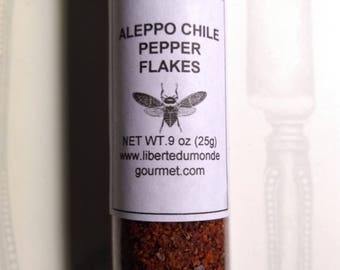 ALEPPO CHILE
PEPPER
FLAKES
NET WT.9 oz (25g)
www.libertedumonde
gourmet.com